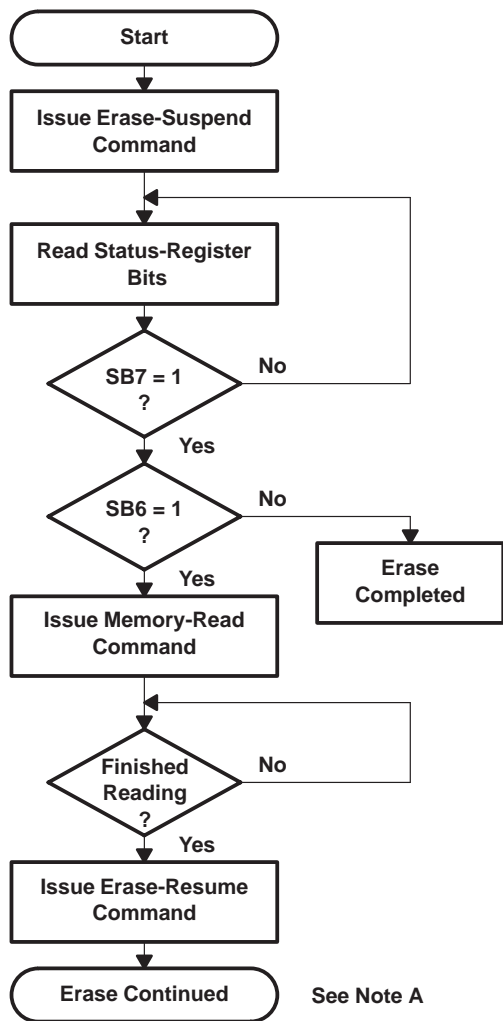 Start
Issue Erase-Suspend
Command
Read Status-Register
Bits
SB7 = 1
?
No
Yes
SB6 = 1
?
No
Yes
Erase
Completed
Issue Memory-Read
Command
Finished
Reading
?
No
Yes
Issue Erase-Resume
Command
Erase Continued
See Note A